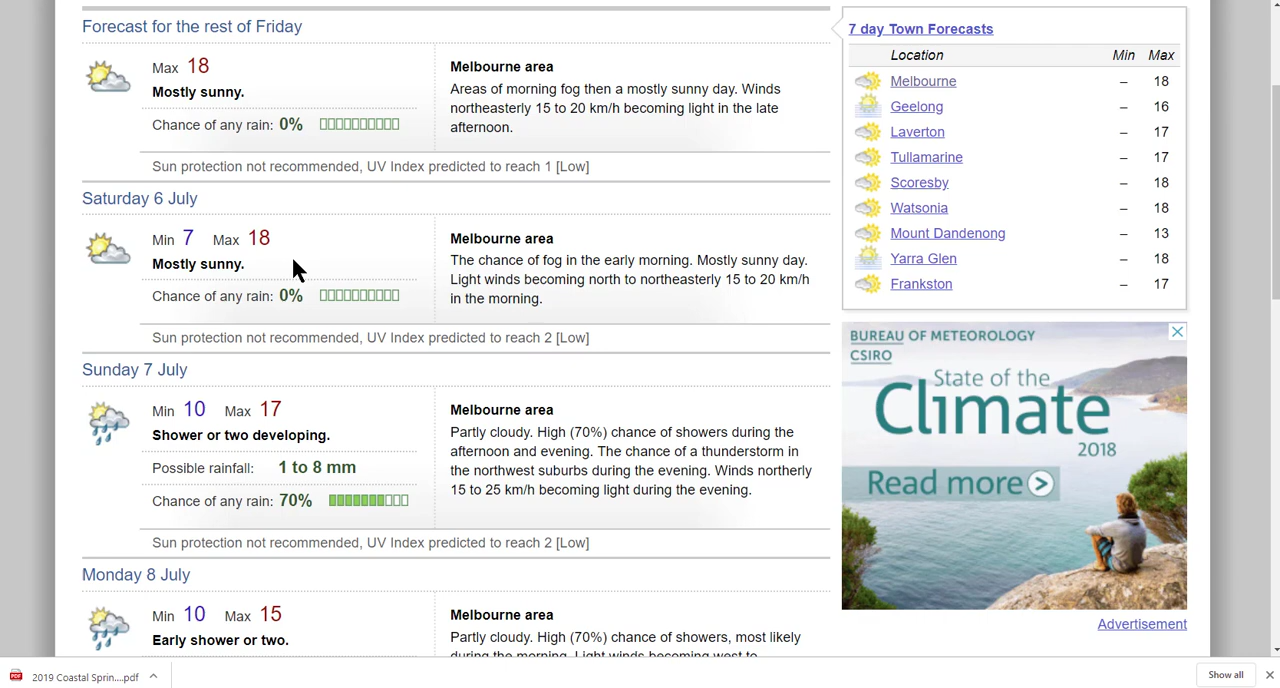 Forecast for the rest of Friday
Max 18
Mostly sunny.
Chance of any rain: 0%
Melbourne area
Areas of morning fog then a mostly sunny day. Winds
northeasterly 15 to 20 km/h becoming light in the late
afternoon.
Sun protection not recommended, UV Index predicted to reach 1 [Low]
Saturday 6 July
Min 7 Max 18
Mostly sunny.
Chance of any rain: 0%
Melbourne area
The chance of fog in the early morning. Mostly sunny day.
Light winds becoming north to northeasterly 15 to 20 km/h
in the morning.
Sun protection not recommended, UV Index predicted to reach 2 [Low]
Sunday 7 July
Min 10 Max 17
Shower or two developing.
Possible rainfall: 1 to 8 mm
Chance of any rain: 70%
Melbourne area
Partly cloudy. High (70%) chance of showers during the
afternoon and evening. The chance of a thunderstorm in
the northwest suburbs during the evening. Winds northerly
15 to 25 km/h becoming light during the evening.
Sun protection not recommended, UV Index predicted to reach 2 [Low]
Monday 8 July
Min 10 Max 15
Early shower or two.
Melbourne area
Partly cloudy. High (70%) chance of showers, most likely
during the morning. Light winds becoming west to
7 day Town Forecasts
Location Min Max
Melbourne – 18
Geelong – 16
Laverton – 17
Tullamarine – 17
Scoresby – 18
Watsonia – 18
Mount Dandenong – 13
Yarra Glen – 18
Frankston – 17
BUREAU OF METEOROLOGY
CSIRO
State of the
Climate
2018
Read more >
Advertisement
PDF 2019 Coastal Sprin....pdf
Show all